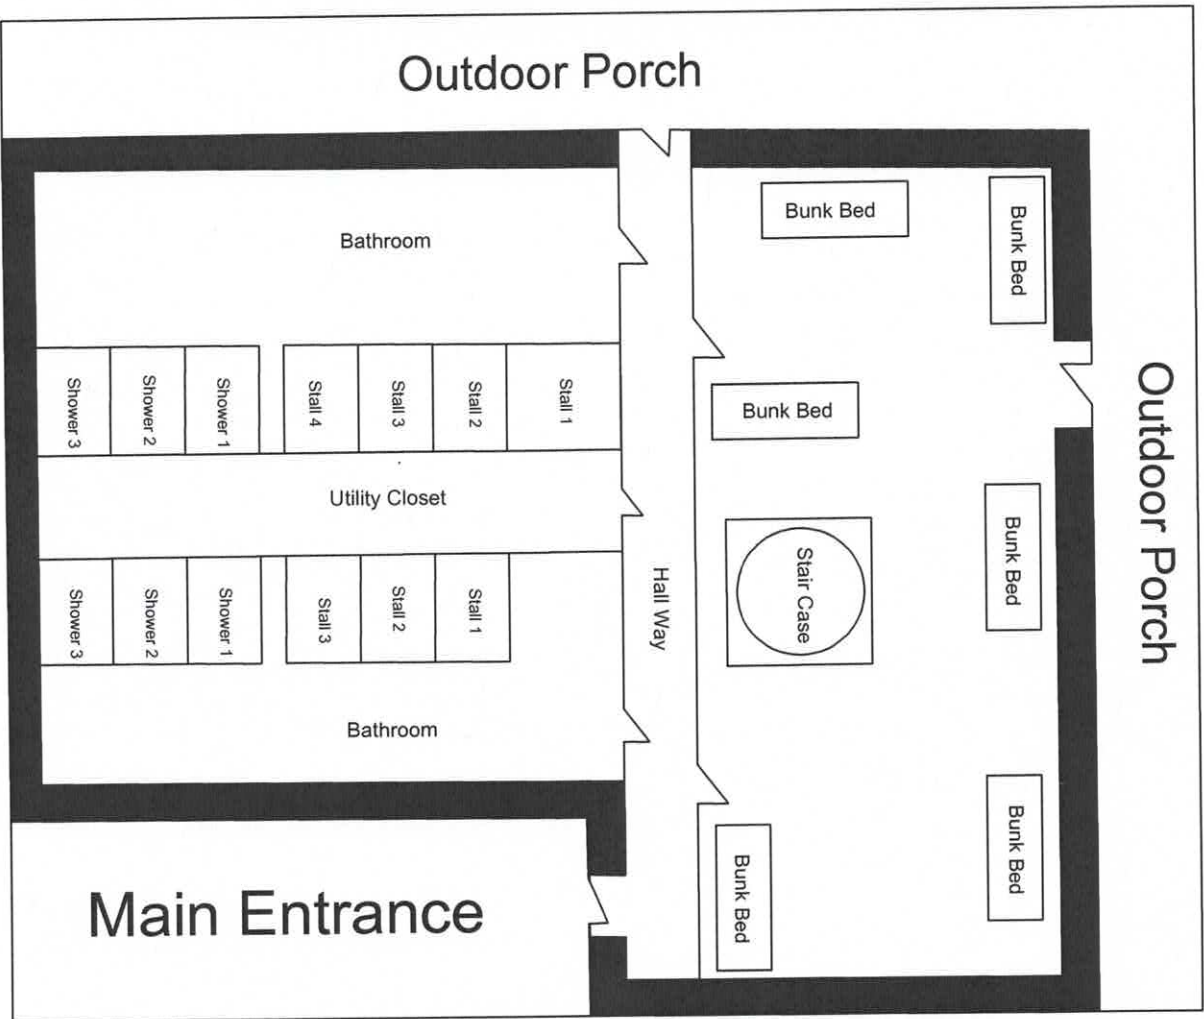 Outdoor Porch
Bunk Bed
Bunk Bed
Bathroom
Outdoor Porch
Shower 3
Shower 2
Shower 1
Stall 4
Stall 3
Stall 2
Stall 1
Bunk Bed
Utility Closet
Bunk Bed
Hall Way
Stair Case
Shower 3
Shower 2
Shower 1
Stall 3
Stall 2
Stall 1
Bathroom
Bunk Bed
Bunk Bed
Main Entrance